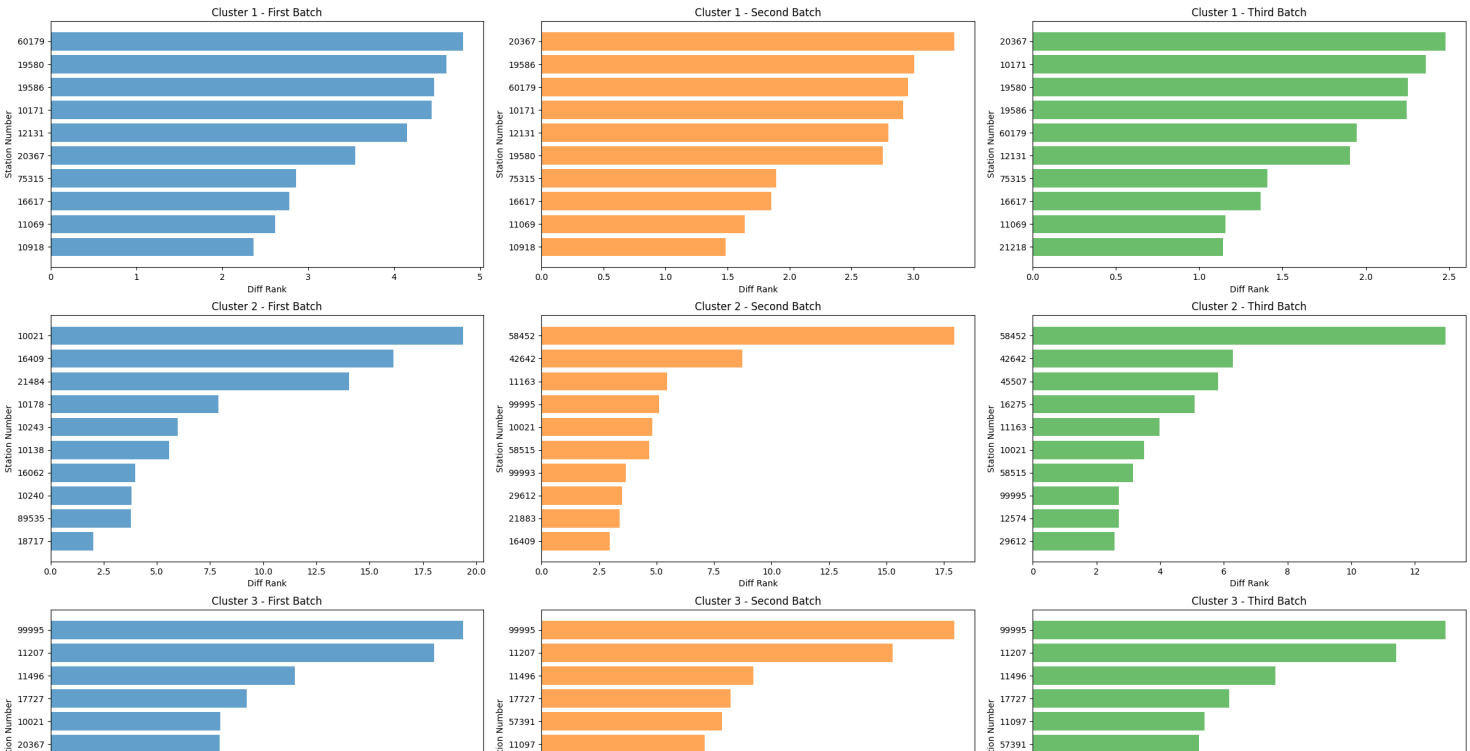 Cluster 1 - First Batch
Station Number
60179
19580
19586
10171
12131
20367
75315
16617
11069
10918
0 1 2 3 4 5
Diff Rank
Cluster 1 - Second Batch
Station Number
20367
19586
60179
10171
12131
19580
75315
16617
11069
10918
0.0 0.5 1.0 1.5 2.0 2.5 3.0
Diff Rank
Cluster 1 - Third Batch
Station Number
20367
10171
19580
19586
60179
12131
75315
16617
11069
21218
0.0 0.5 1.0 1.5 2.0 2.5
Diff Rank
Cluster 2 - First Batch
Station Number
10021
16409
21484
10178
10243
10138
16062
10240
89535
18717
0.0 2.5 5.0 7.5 10.0 12.5 15.0 17.5 20.0
Diff Rank
Cluster 2 - Second Batch
Station Number
58452
42642
11163
99995
10021
58515
99993
29612
21883
16409
0.0 2.5 5.0 7.5 10.0 12.5 15.0 17.5
Diff Rank
Cluster 2 - Third Batch
Station Number
58452
42642
45507
16275
11163
10021
58515
99995
12574
29612
0 2 4 6 8 10 12
Diff Rank
Cluster 3 - First Batch
tion Number
99995
11207
11496
17727
10021
20367
Cluster 3 - Second Batch
tion Number
99995
11207
11496
17727
57391
11097
Cluster 3 - Third Batch
tion Number
99995
11207
11496
17727
11097
57391